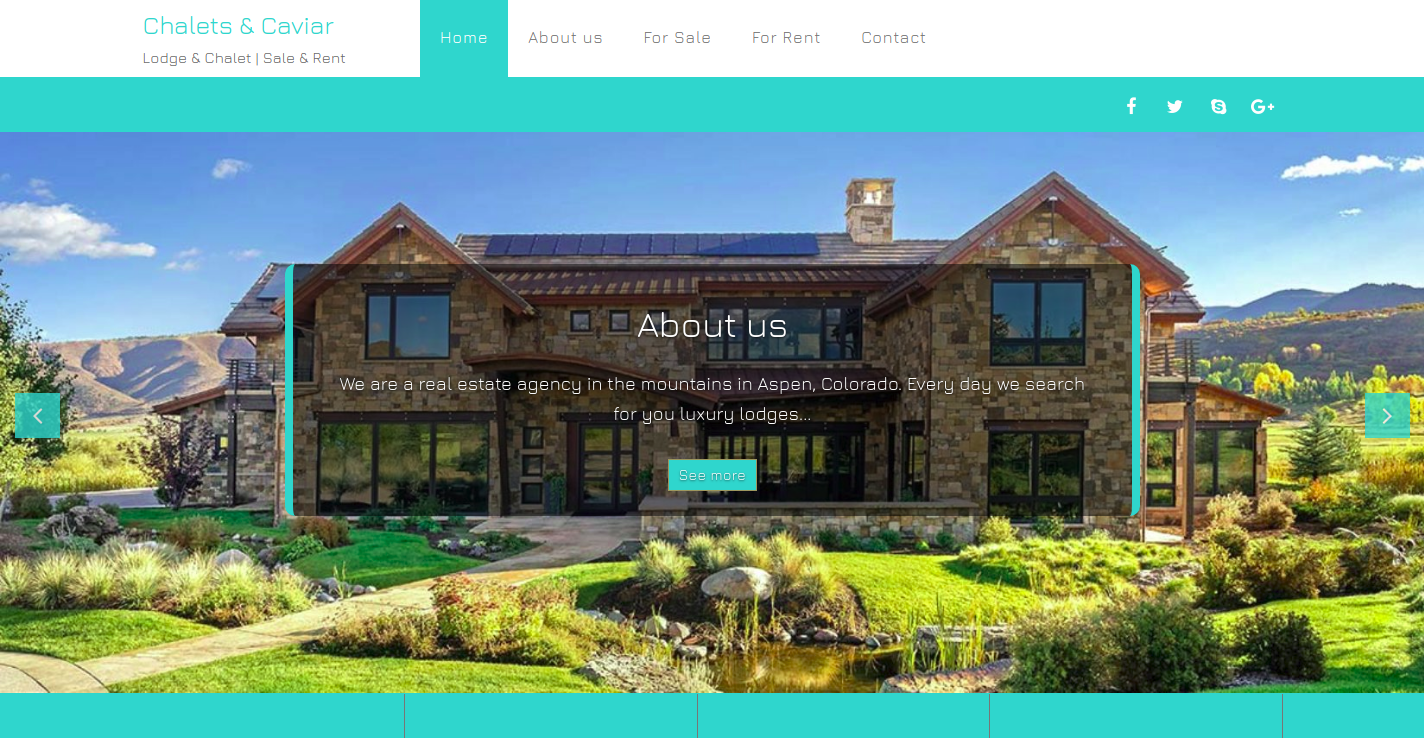 Chalets & Caviar
Lodge & Chalet | Sale & Rent
Home
About us
For Sale
For Rent
Contact
About us
We are a real estate agency in the mountains in Aspen, Colorado. Every day we search
for you luxury lodges...
See more